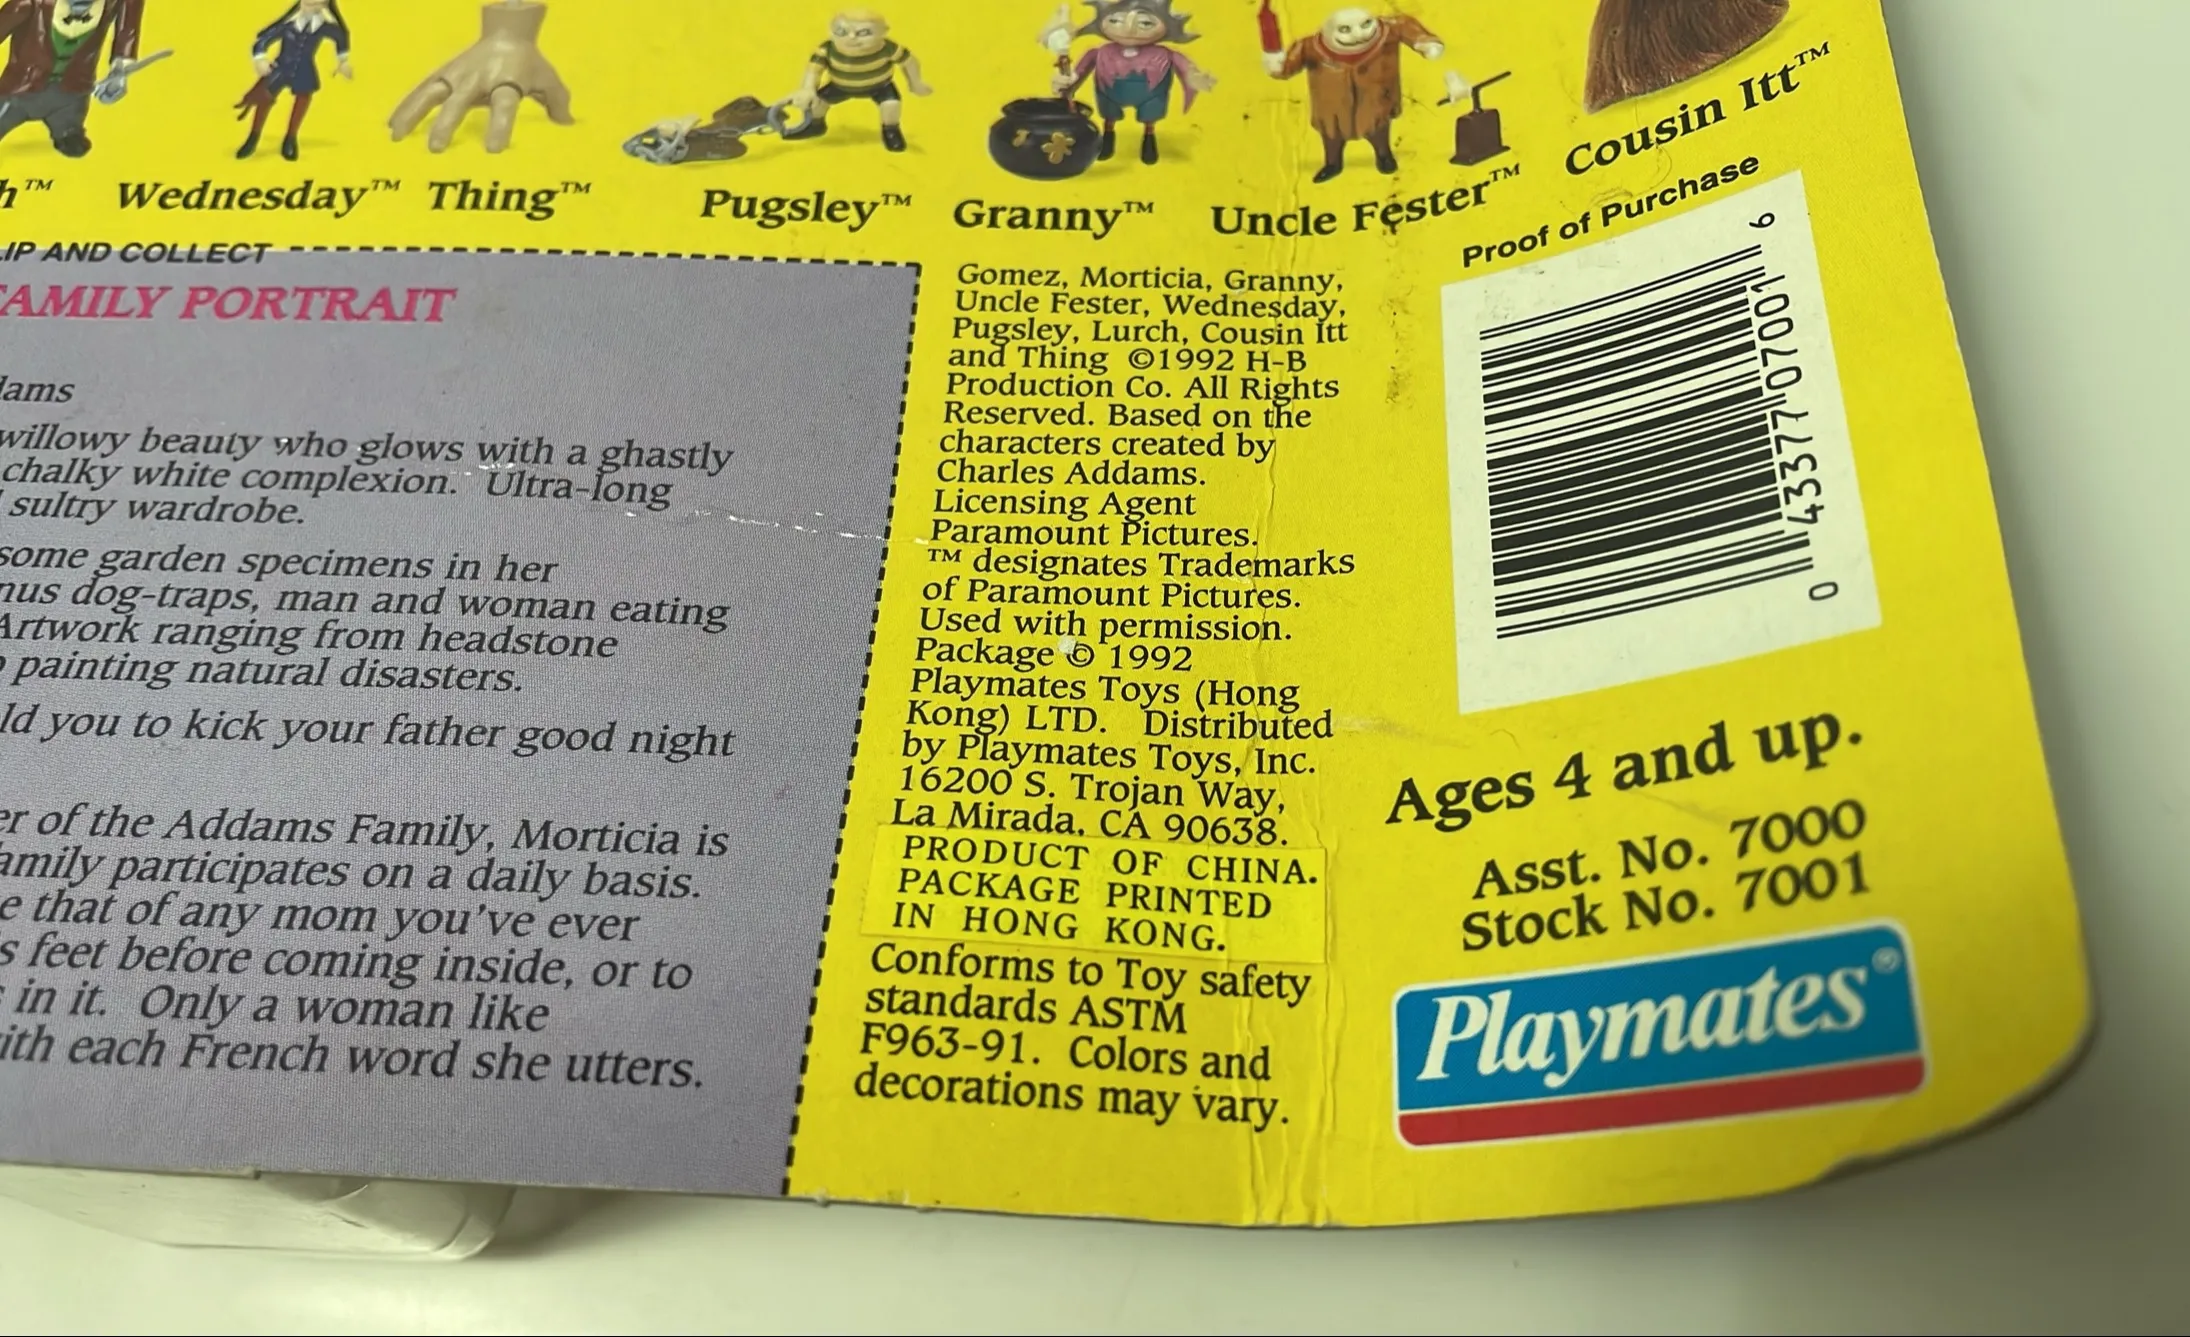 h™
Wednesday™
Thing™
Pugsley™
Granny™
Uncle Fester™
Cousin Itt™
IP AND COLLECT
FAMILY PORTRAIT
dams
willowy beauty who glows with a ghastly
chalky white complexion. Ultra-long
sultry wardrobe.
some garden specimens in her
nus dog-traps, man and woman eating
Artwork ranging from headstone
painting natural disasters.
ld you to kick your father good night
er of the Addams Family, Morticia is
amily participates on a daily basis.
e that of any mom you've ever
s feet before coming inside, or to
in it. Only a woman like
ith each French word she utters.
Gomez, Morticia, Granny,
Uncle Fester, Wednesday,
Pugsley, Lurch, Cousin Itt
and Thing ©1992 H-B
Production Co. All Rights
Reserved. Based on the
characters created by
Charles Addams.
Licensing Agent
Paramount Pictures.
™ designates Trademarks
of Paramount Pictures.
Used with permission.
Package © 1992
Playmates Toys (Hong
Kong) LTD. Distributed
by Playmates Toys, Inc.
16200 S. Trojan Way,
La Mirada, CA 90638.
PRODUCT OF CHINA.
PACKAGE PRINTED
IN HONG KONG.
Conforms to Toy safety
standards ASTM
F963-91. Colors and
decorations may vary.
Proof of Purchase
0 43377 07001 6
Ages 4 and up.
Asst. No. 7000
Stock No. 7001
Playmates®